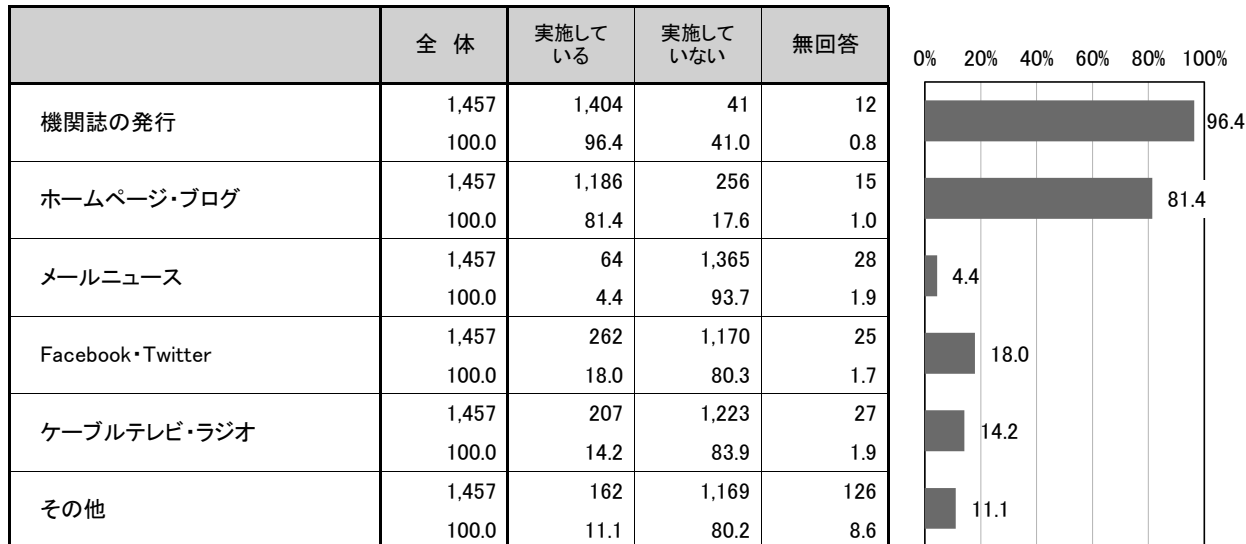 全 体 実施して いる 実施して いない 無回答
機関誌の発行 1,457 1,404 41 12
100.0 96.4 41.0 0.8
ホームページ・ブログ 1,457 1,186 256 15
100.0 81.4 17.6 1.0
メールニュース 1,457 64 1,365 28
100.0 4.4 93.7 1.9
Facebook・Twitter 1,457 262 1,170 25
100.0 18.0 80.3 1.7
ケーブルテレビ・ラジオ 1,457 207 1,223 27
100.0 14.2 83.9 1.9
その他 1,457 162 1,169 126
100.0 11.1 80.2 8.6
0% 20% 40% 60% 80% 100%
96.4
81.4
4.4
18.0
14.2
11.1